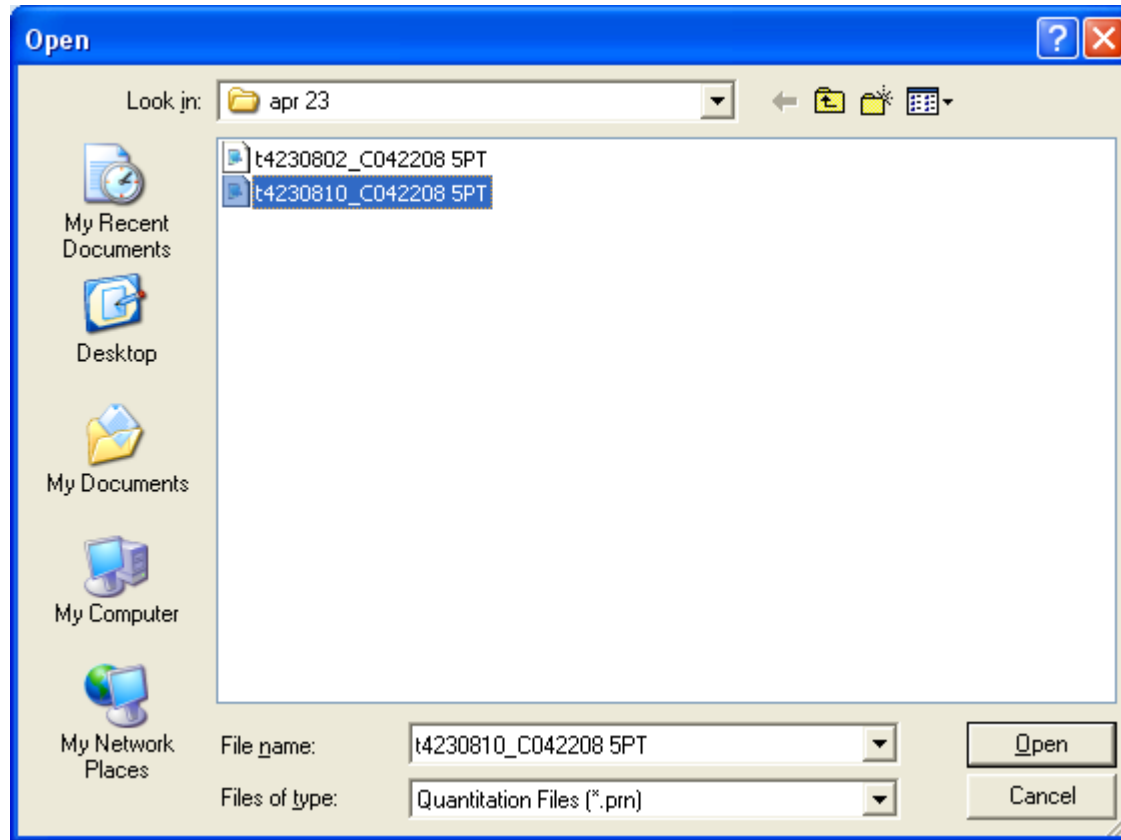 Open
Look in:
apr 23
t4230802_C042208 5PT
t4230810_C042208 5PT
My Recent
Documents
Desktop
My Documents
My Computer
My Network
Places
File name:
t4230810_C042208 5PT
Open
Files of type:
Quantitation Files (*.prn)
Cancel